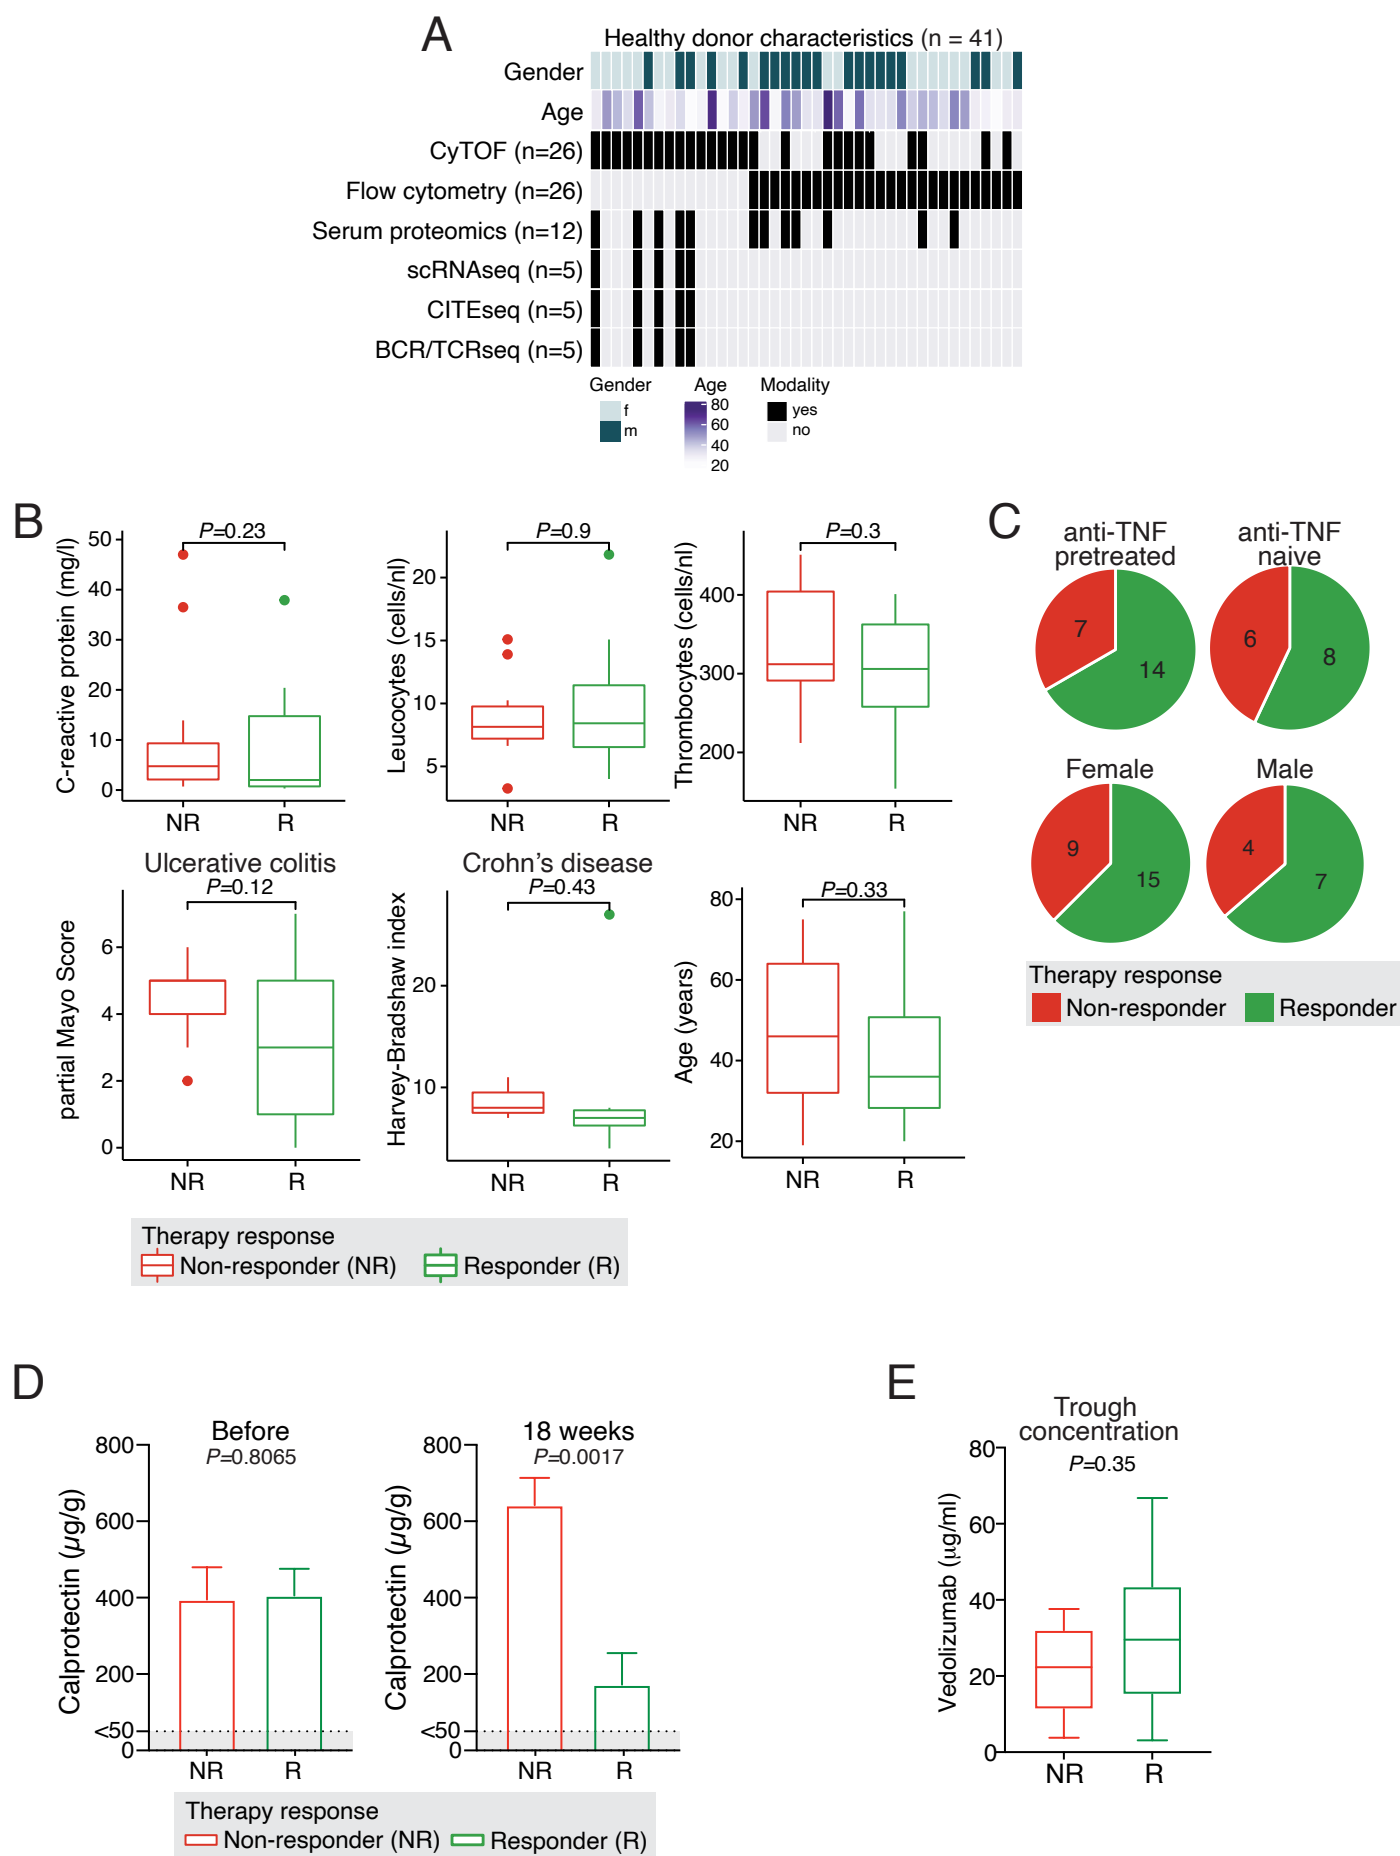 A
Healthy donor characteristics (n = 41)
Gender
Age
CyTOF (n=26)
Flow cytometry (n=26)
Serum proteomics (n=12)
scRNAseq (n=5)
CITEseq (n=5)
BCR/TCRseq (n=5)
Gender
f
m
Age
80
60
40
20
Modality
yes
no
B
C-reactive protein (mg/l)
50
40
30
20
10
0
P=0.23
NR
R
Leucocytes (cells/nl)
20
15
10
5
P=0.9
NR
R
Thrombocytes (cells/nl)
400
300
200
P=0.3
NR
R
Ulcerative colitis
partial Mayo Score
6
4
2
0
P=0.12
NR
R
Crohn's disease
Harvey-Bradshaw index
20
10
P=0.43
NR
R
Age (years)
80
60
40
20
P=0.33
NR
R
Therapy response
Non-responder (NR)
Responder (R)
C
anti-TNF
pretreated
7
14
anti-TNF
naive
6
8
Female
9
15
Male
4
7
Therapy response
Non-responder
Responder
D
Before
P=0.8065
Calprotectin (µg/g)
800
600
400
200
<50
0
NR
R
18 weeks
P=0.0017
Calprotectin (µg/g)
800
600
400
200
<50
0
NR
R
Therapy response
Non-responder (NR)
Responder (R)
E
Trough
concentration
P=0.35
Vedolizumab (µg/ml)
80
60
40
20
0
NR
R